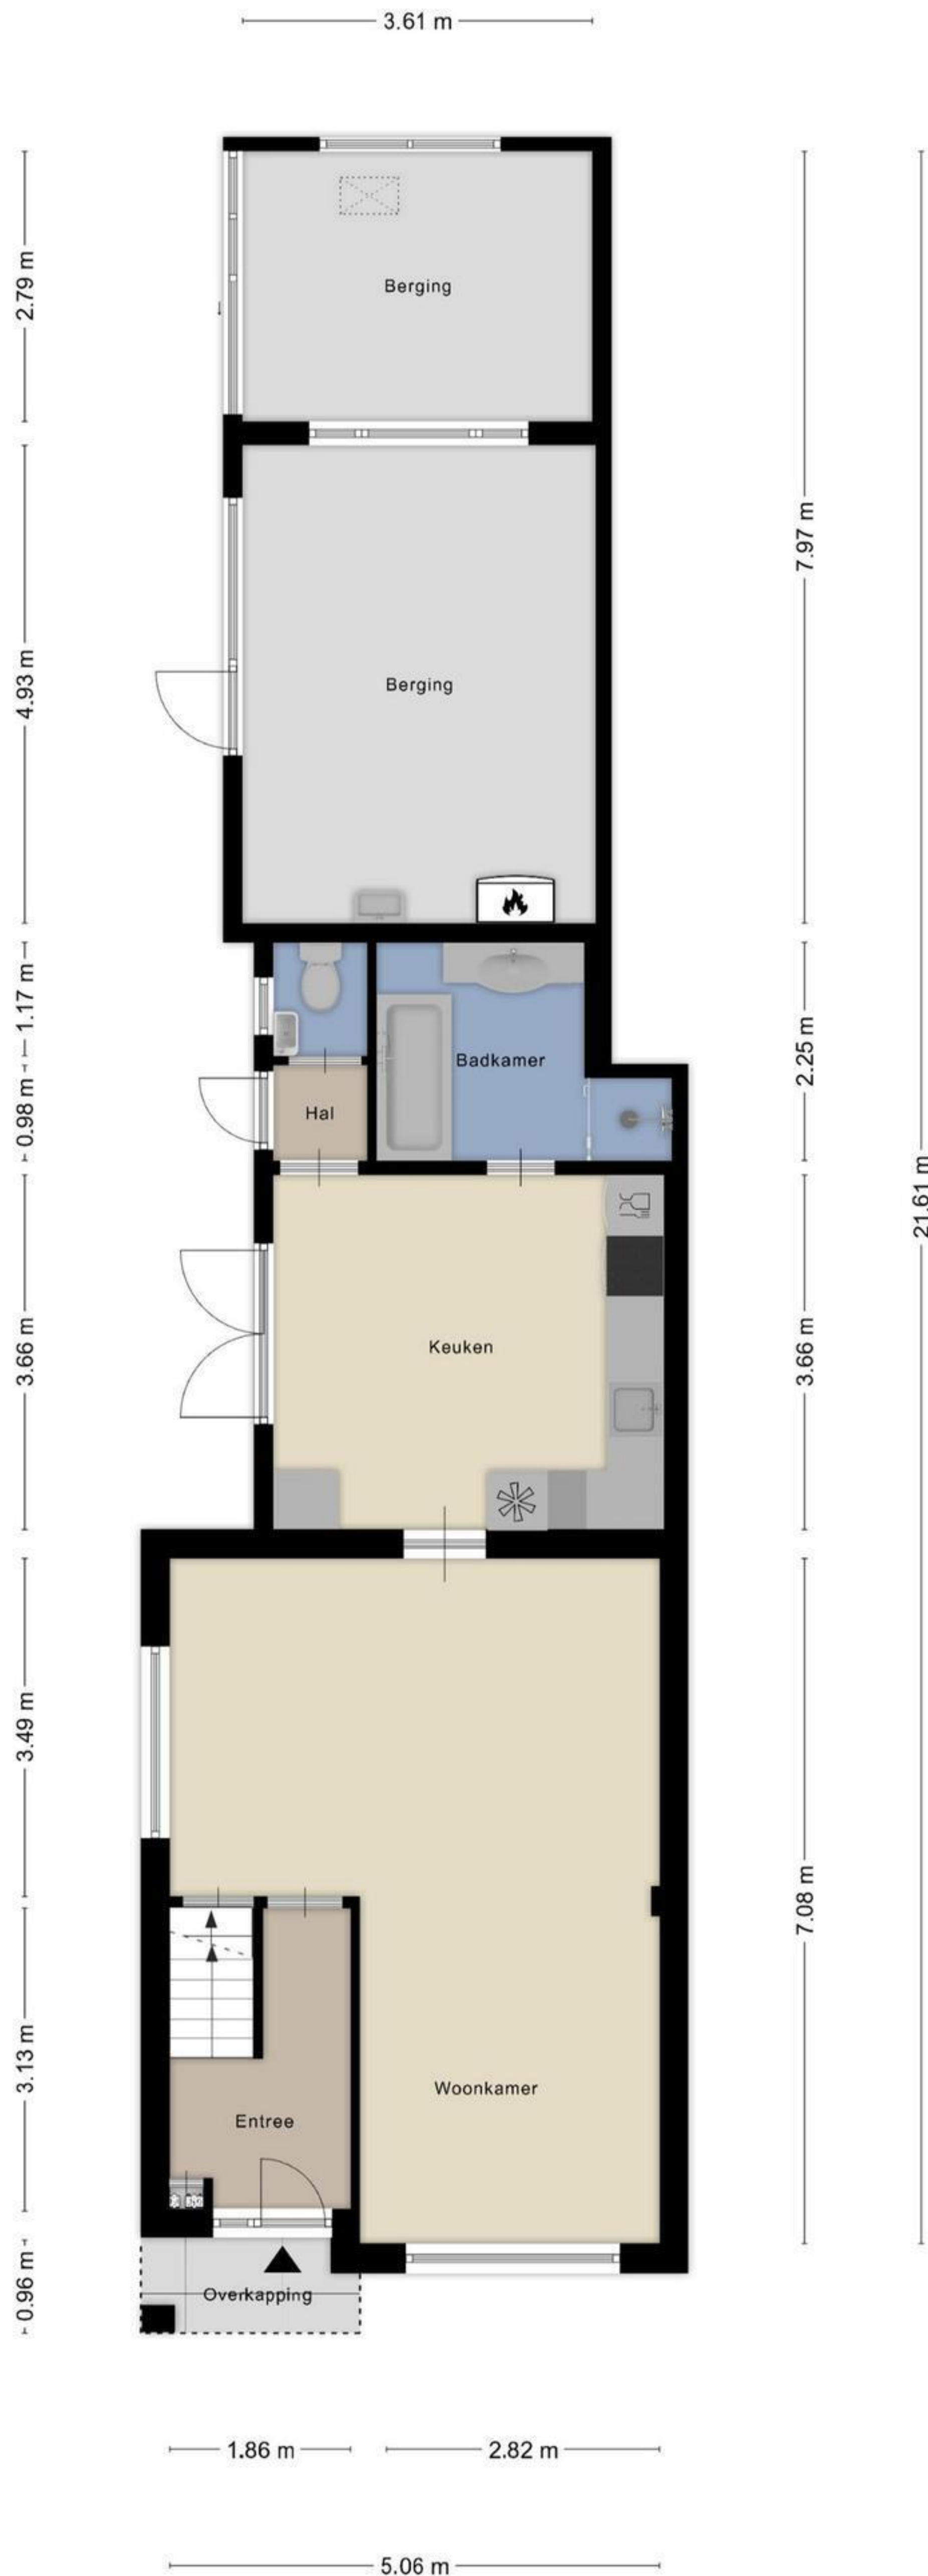 3.61 m
2.79 m
Berging
7.97 m
4.93 m
Berging
1.17 m
2.25 m
Badkamer
0.98 m
Hal
21.61 m
3.66 m
Keuken
3.66 m
3.49 m
7.08 m
3.13 m
Woonkamer
Entree
0.96 m
Overkapping
1.86 m
2.82 m
5.06 m